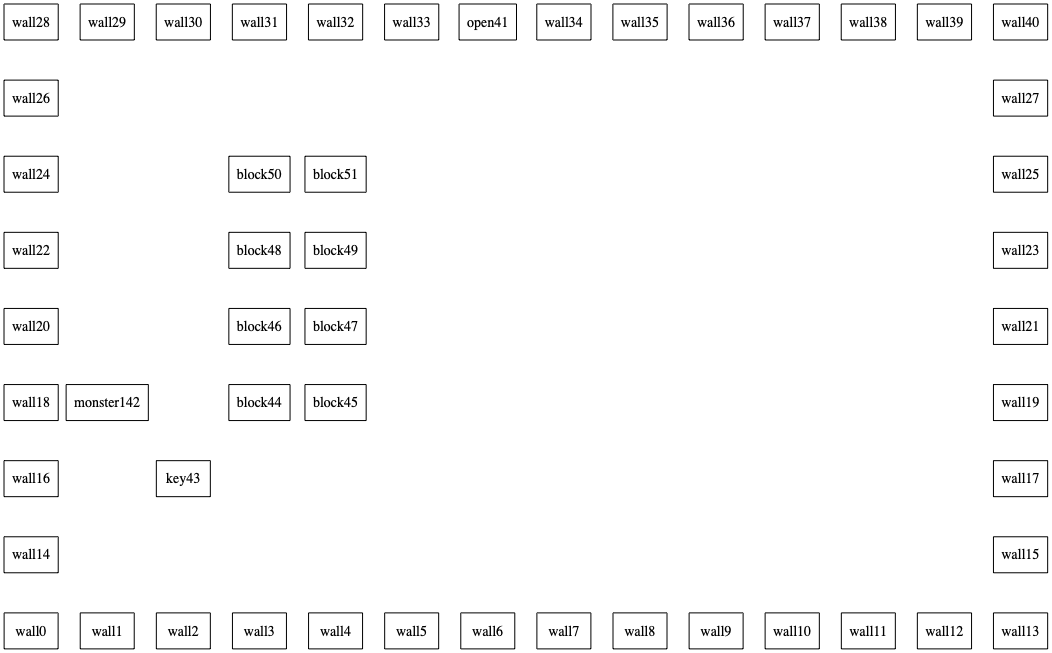 wall28 wall29 wall30 wall31 wall32 wall33 open41 wall34 wall35 wall36 wall37 wall38 wall39 wall40
wall26 wall27
wall24 block50 block51 wall25
wall22 block48 block49 wall23
wall20 block46 block47 wall21
wall18 monster142 block44 block45 wall19
wall16 key43 wall17
wall14 wall15
wall0 wall1 wall2 wall3 wall4 wall5 wall6 wall7 wall8 wall9 wall10 wall11 wall12 wall13